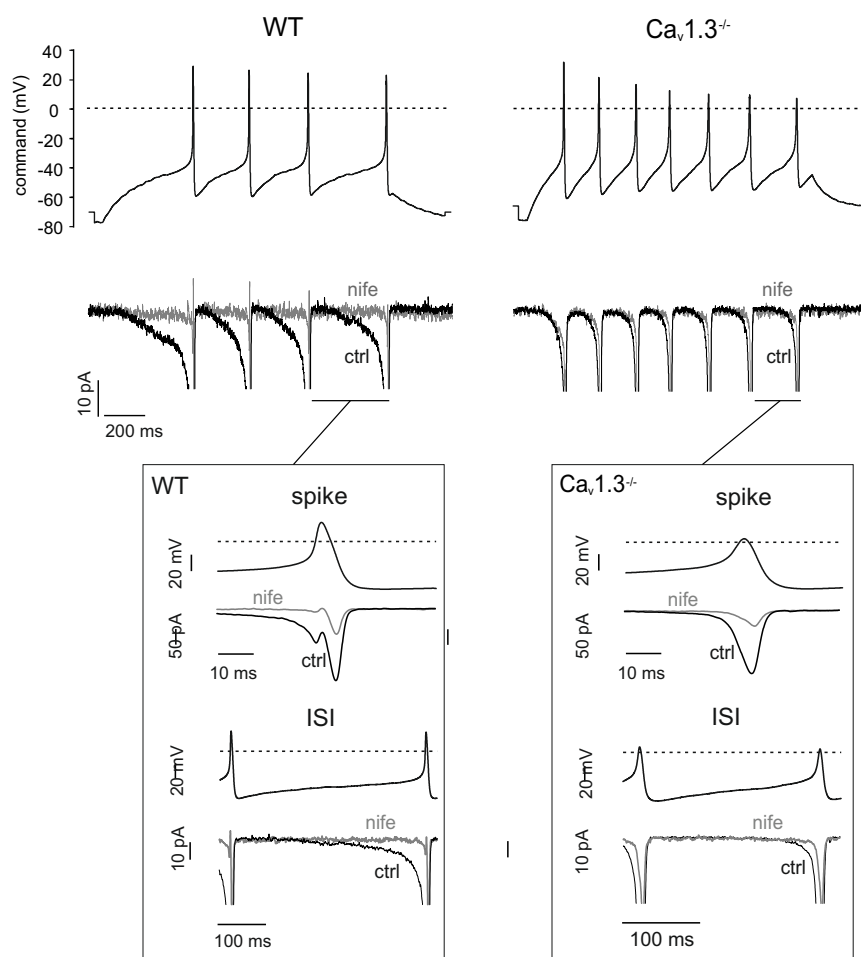 WT
Cav1.3-/-
command (mV)
40
20
0
-20
-40
-60
-80
nife
ctrl
10 pA
200 ms
nife
ctrl
WT
spike
20 mV
nife
50 pA
ctrl
10 ms
ISI
20 mV
nife
10 pA
ctrl
100 ms
Cav1.3-/-
spike
20 mV
nife
50 pA
ctrl
10 ms
ISI
20 mV
nife
10 pA
ctrl
100 ms